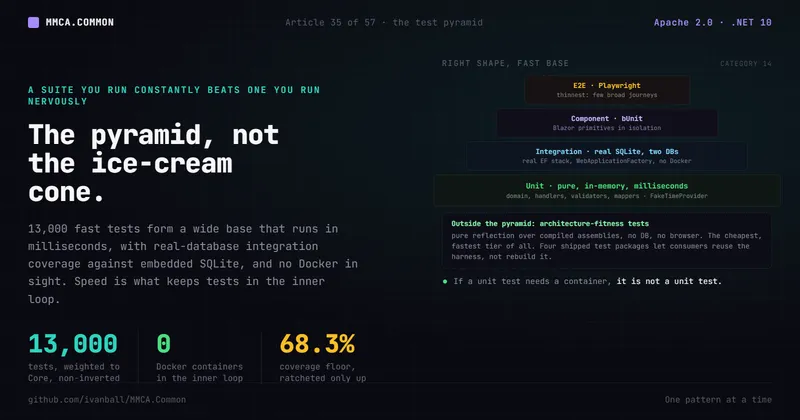 MMCA.COMMON
Article 35 of 57 · the test pyramid
Apache 2.0 · .NET 10
A SUITE YOU RUN CONSTANTLY BEATS ONE YOU RUN
NERVOUSLY
The pyramid, not
the ice-cream
cone.
13,000 fast tests form a wide base that runs in
milliseconds, with real-database integration
coverage against embedded SQLite, and no Docker in
sight. Speed is what keeps tests in the inner
loop.
13,000
tests, weighted to
Core, non-inverted
0
Docker containers
in the inner loop
68.3%
coverage floor,
ratcheted only up
RIGHT SHAPE, FAST BASE
CATEGORY 14
E2E · Playwright
thinnest: few broad journeys
Component · bUnit
Blazor primitives in isolation
Integration · real SQLite, two DBs
real EF stack, WebApplicationFactory, no Docker
Unit · pure, in-memory, milliseconds
domain, handlers, validators, mappers · FakeTimeProvider
Outside the pyramid: architecture-fitness tests
pure reflection over compiled assemblies, no DB, no browser. The cheapest,
fastest tier of all. Four shipped test packages let consumers reuse the
harness, not rebuild it.
If a unit test needs a container, it is not a unit test.
github.com/ivanball/MMCA.Common
One pattern at a time